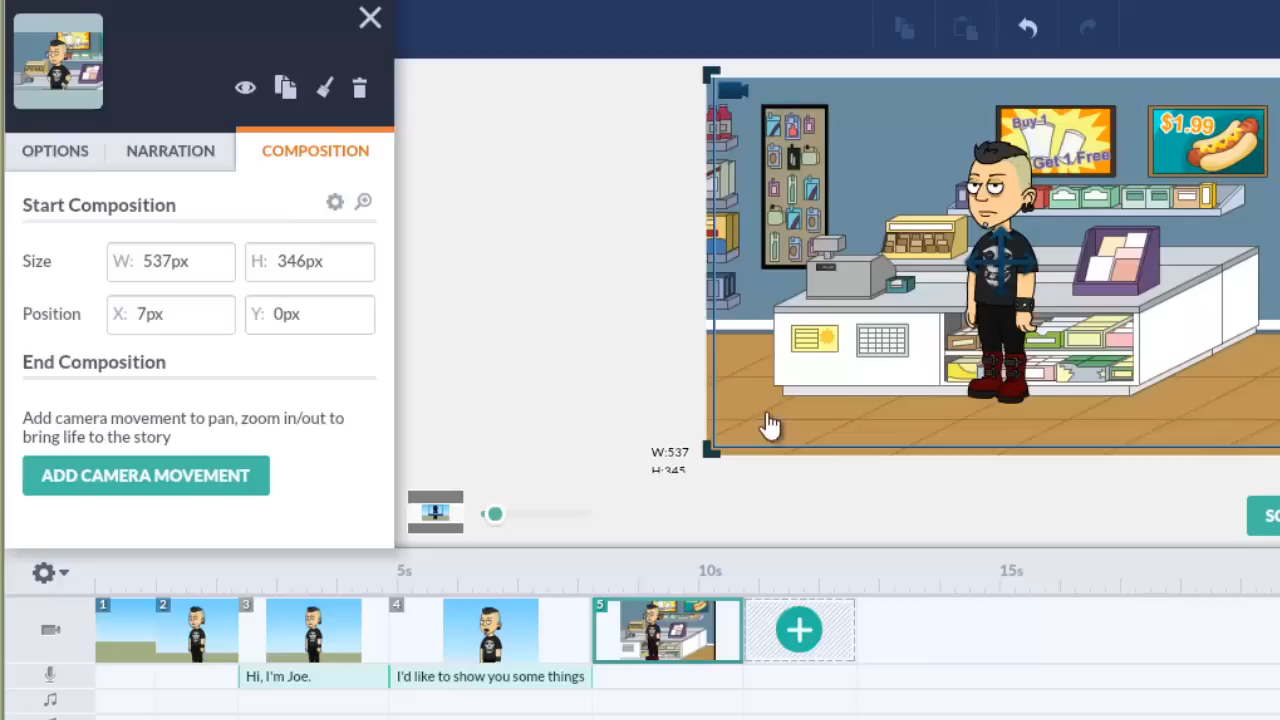 OPTIONS NARRATION COMPOSITION
Start Composition
Size W: 537px H: 346px
Position X: 7px Y: 0px
End Composition
Add camera movement to pan, zoom in/out to
bring life to the story
ADD CAMERA MOVEMENT
Buy 1
Get 1 Free
$1.99
W:537
H:345
SC
5s 10s 15s
1 2 3 4 5
Hi, I'm Joe. I'd like to show you some things